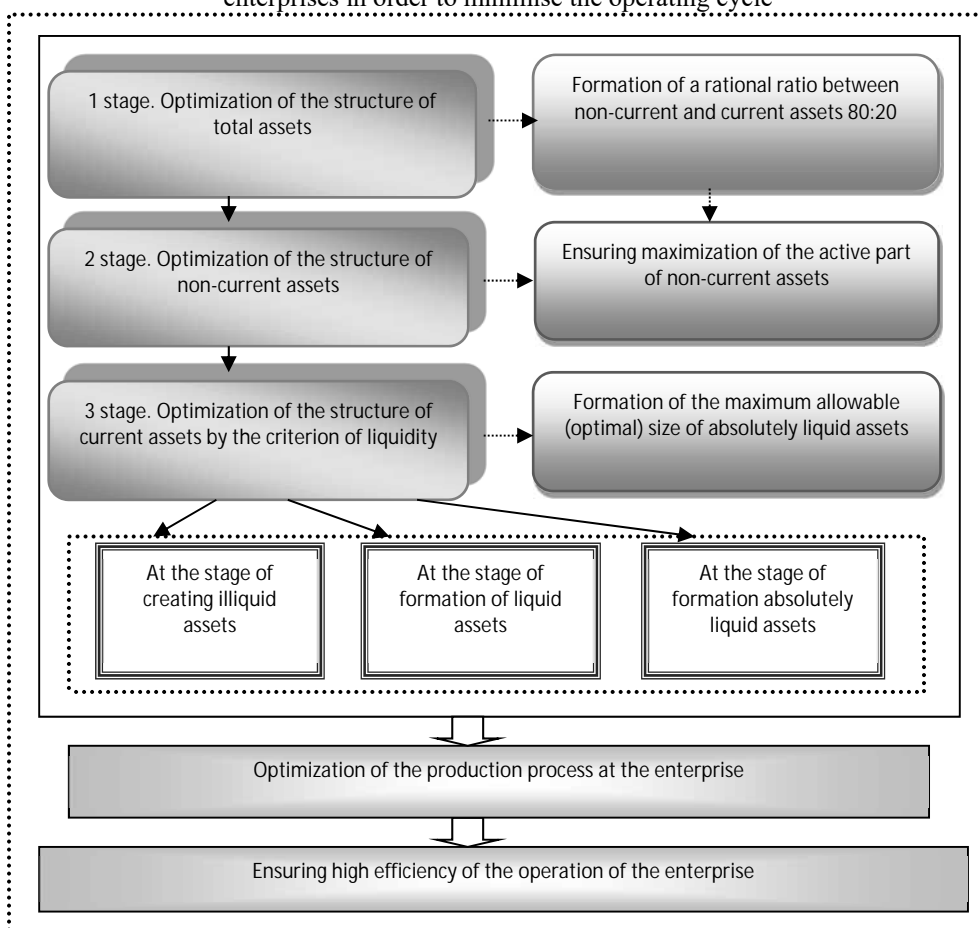 enterprises in order to minimise the operating cycle
1 stage. Optimization of the structure of
total assets
Formation of a rational ratio between
non-current and current assets 80:20
2 stage. Optimization of the structure of
non-current assets
Ensuring maximization of the active part
of non-current assets
3 stage. Optimization of the structure of
current assets by the criterion of liquidity
Formation of the maximum allowable
(optimal) size of absolutely liquid assets
At the stage of
creating illiquid
assets
At the stage of
formation of liquid
assets
At the stage of
formation absolutely
liquid assets
Optimization of the production process at the enterprise
Ensuring high efficiency of the operation of the enterprise